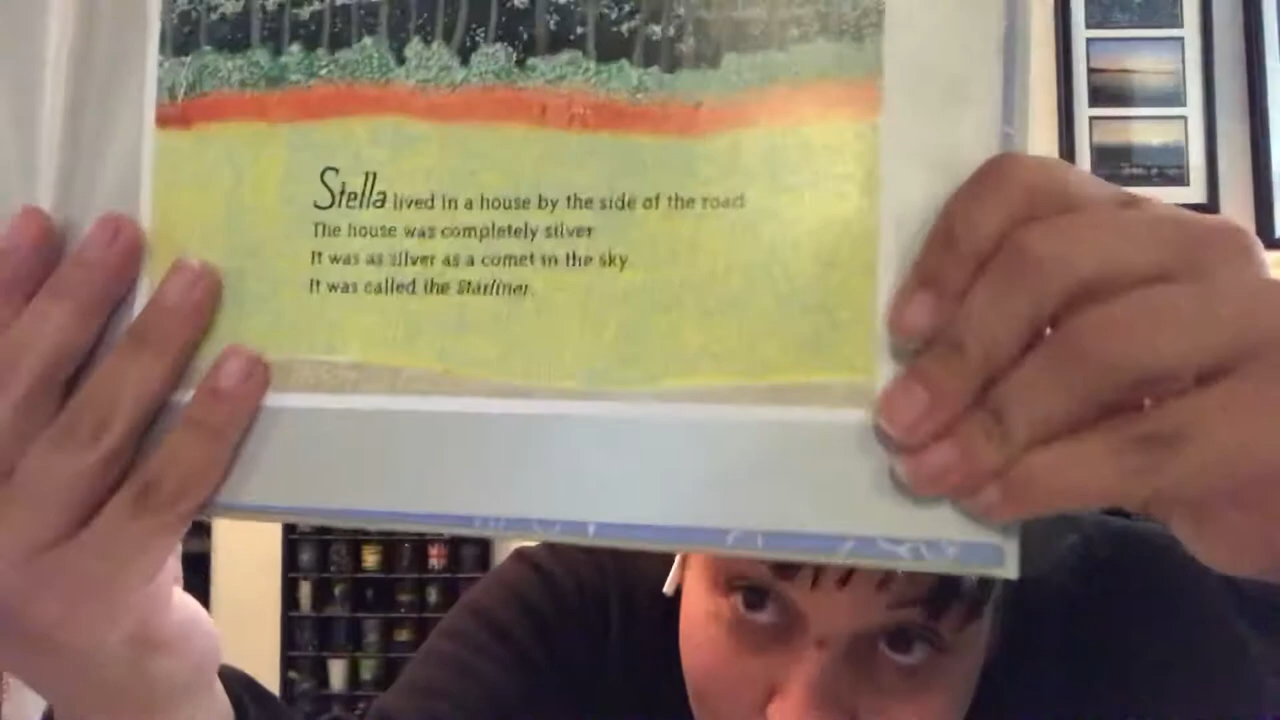 Stella lived in a house by the side of the road.
The house was completely silver.
It was as silver as a comet in the sky.
It was called the Starliner.